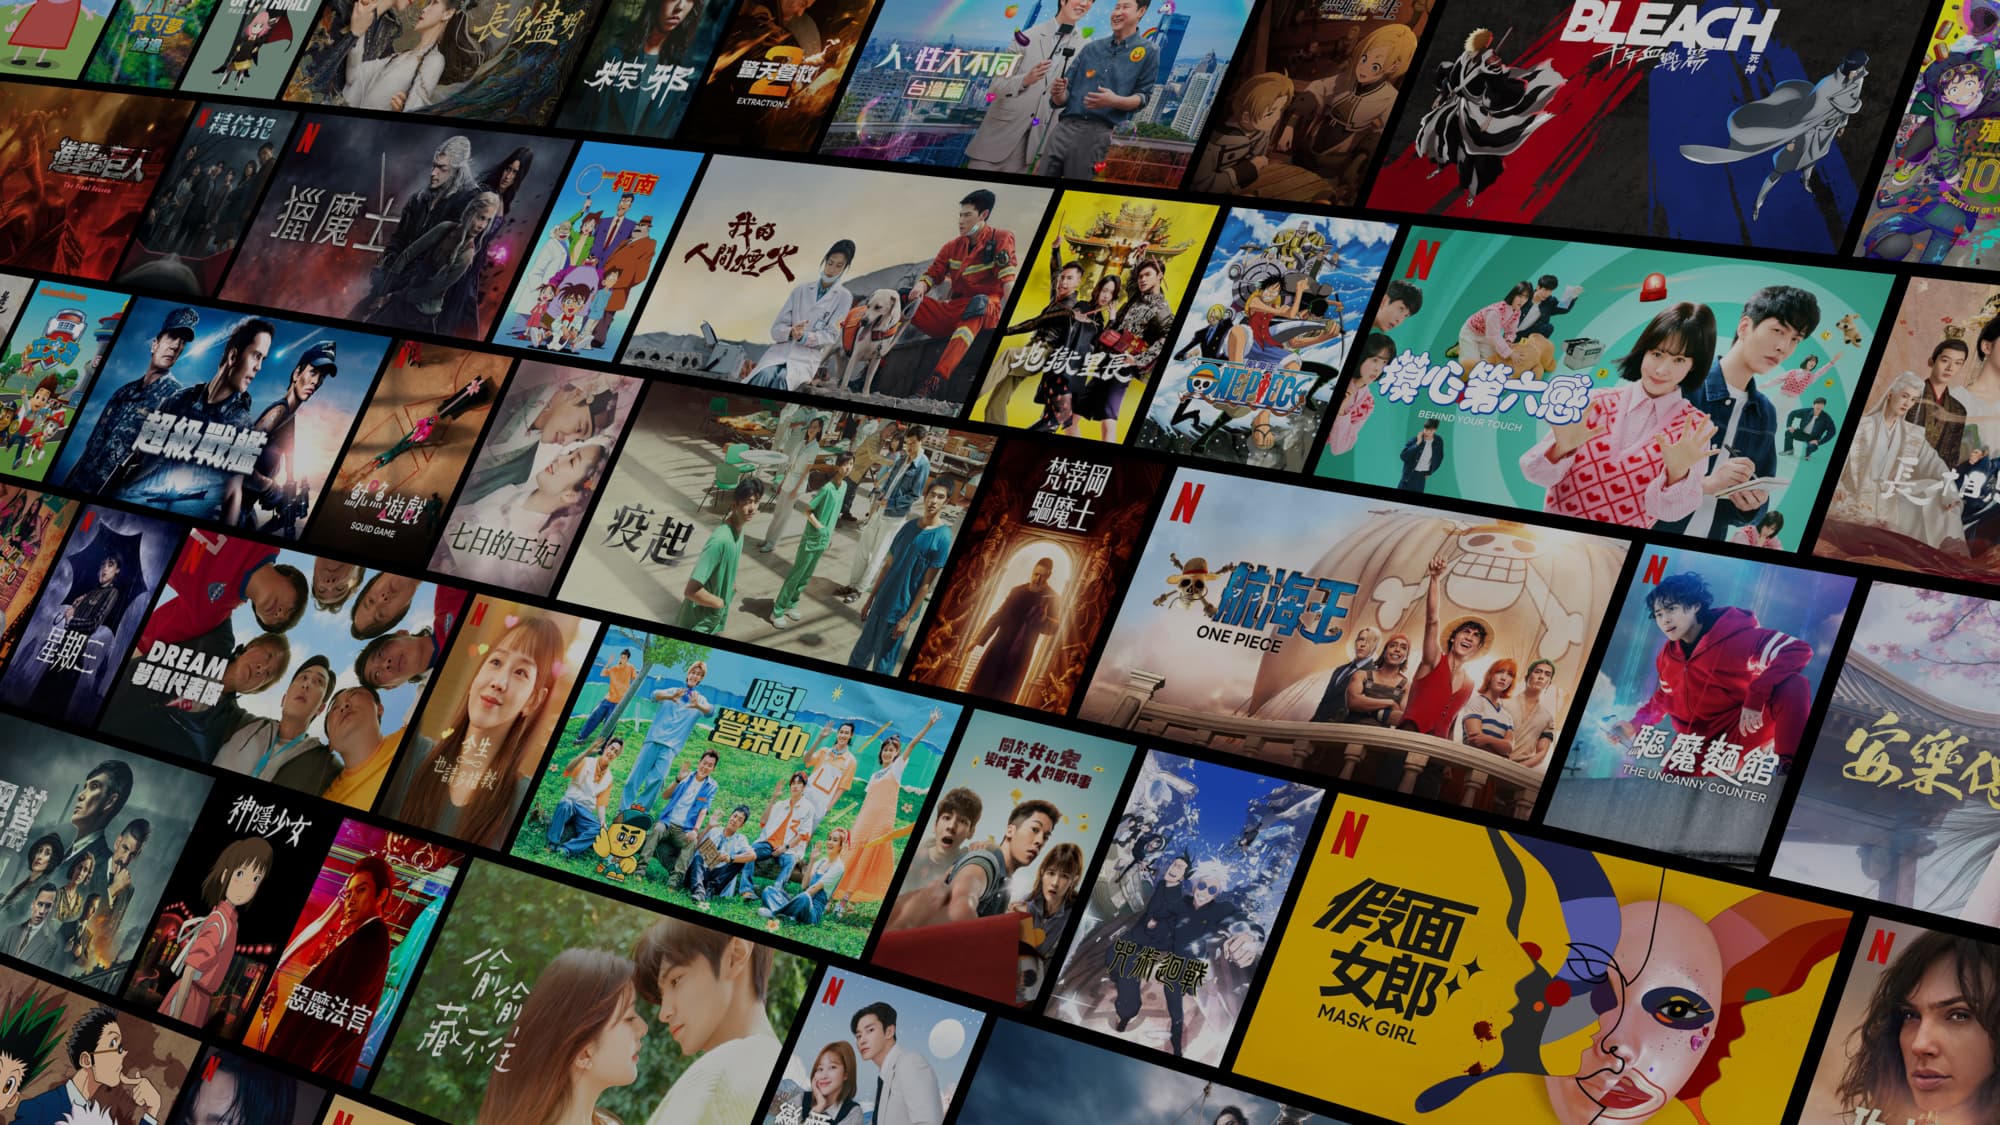 寶可夢
長月燼明
粽邪
驚天營救
2
EXTRACTION 2
人+性大不同
台灣篇
BLEACH
千年血戰篇
死神
進擊的巨人
The Final Season
模仿犯
N
獵魔士
柯南
我的
人間煙火
地獄里長
ONE PIECE
N
摸心第六感
BEHIND YOUR TOUCH
長相思
nickelodeon
超級戰艦
魷魚遊戲
SQUID GAME
七日的王妃
疫起
梵蒂岡
驅魔士
N
航海王
ONE PIECE
N
驅魔麵館
THE UNCANNY COUNTER
安樂傳
N
星期三
N
DREAM
夢間代表隊
N
今生
也請多指教
嗨!
營業中
關於我和鬼
變成家人的那件事
咒術迴戰
N
假面
女郎
MASK GIRL
N
神隱少女
惡魔法官
偷偷
藏不住
N
N
N